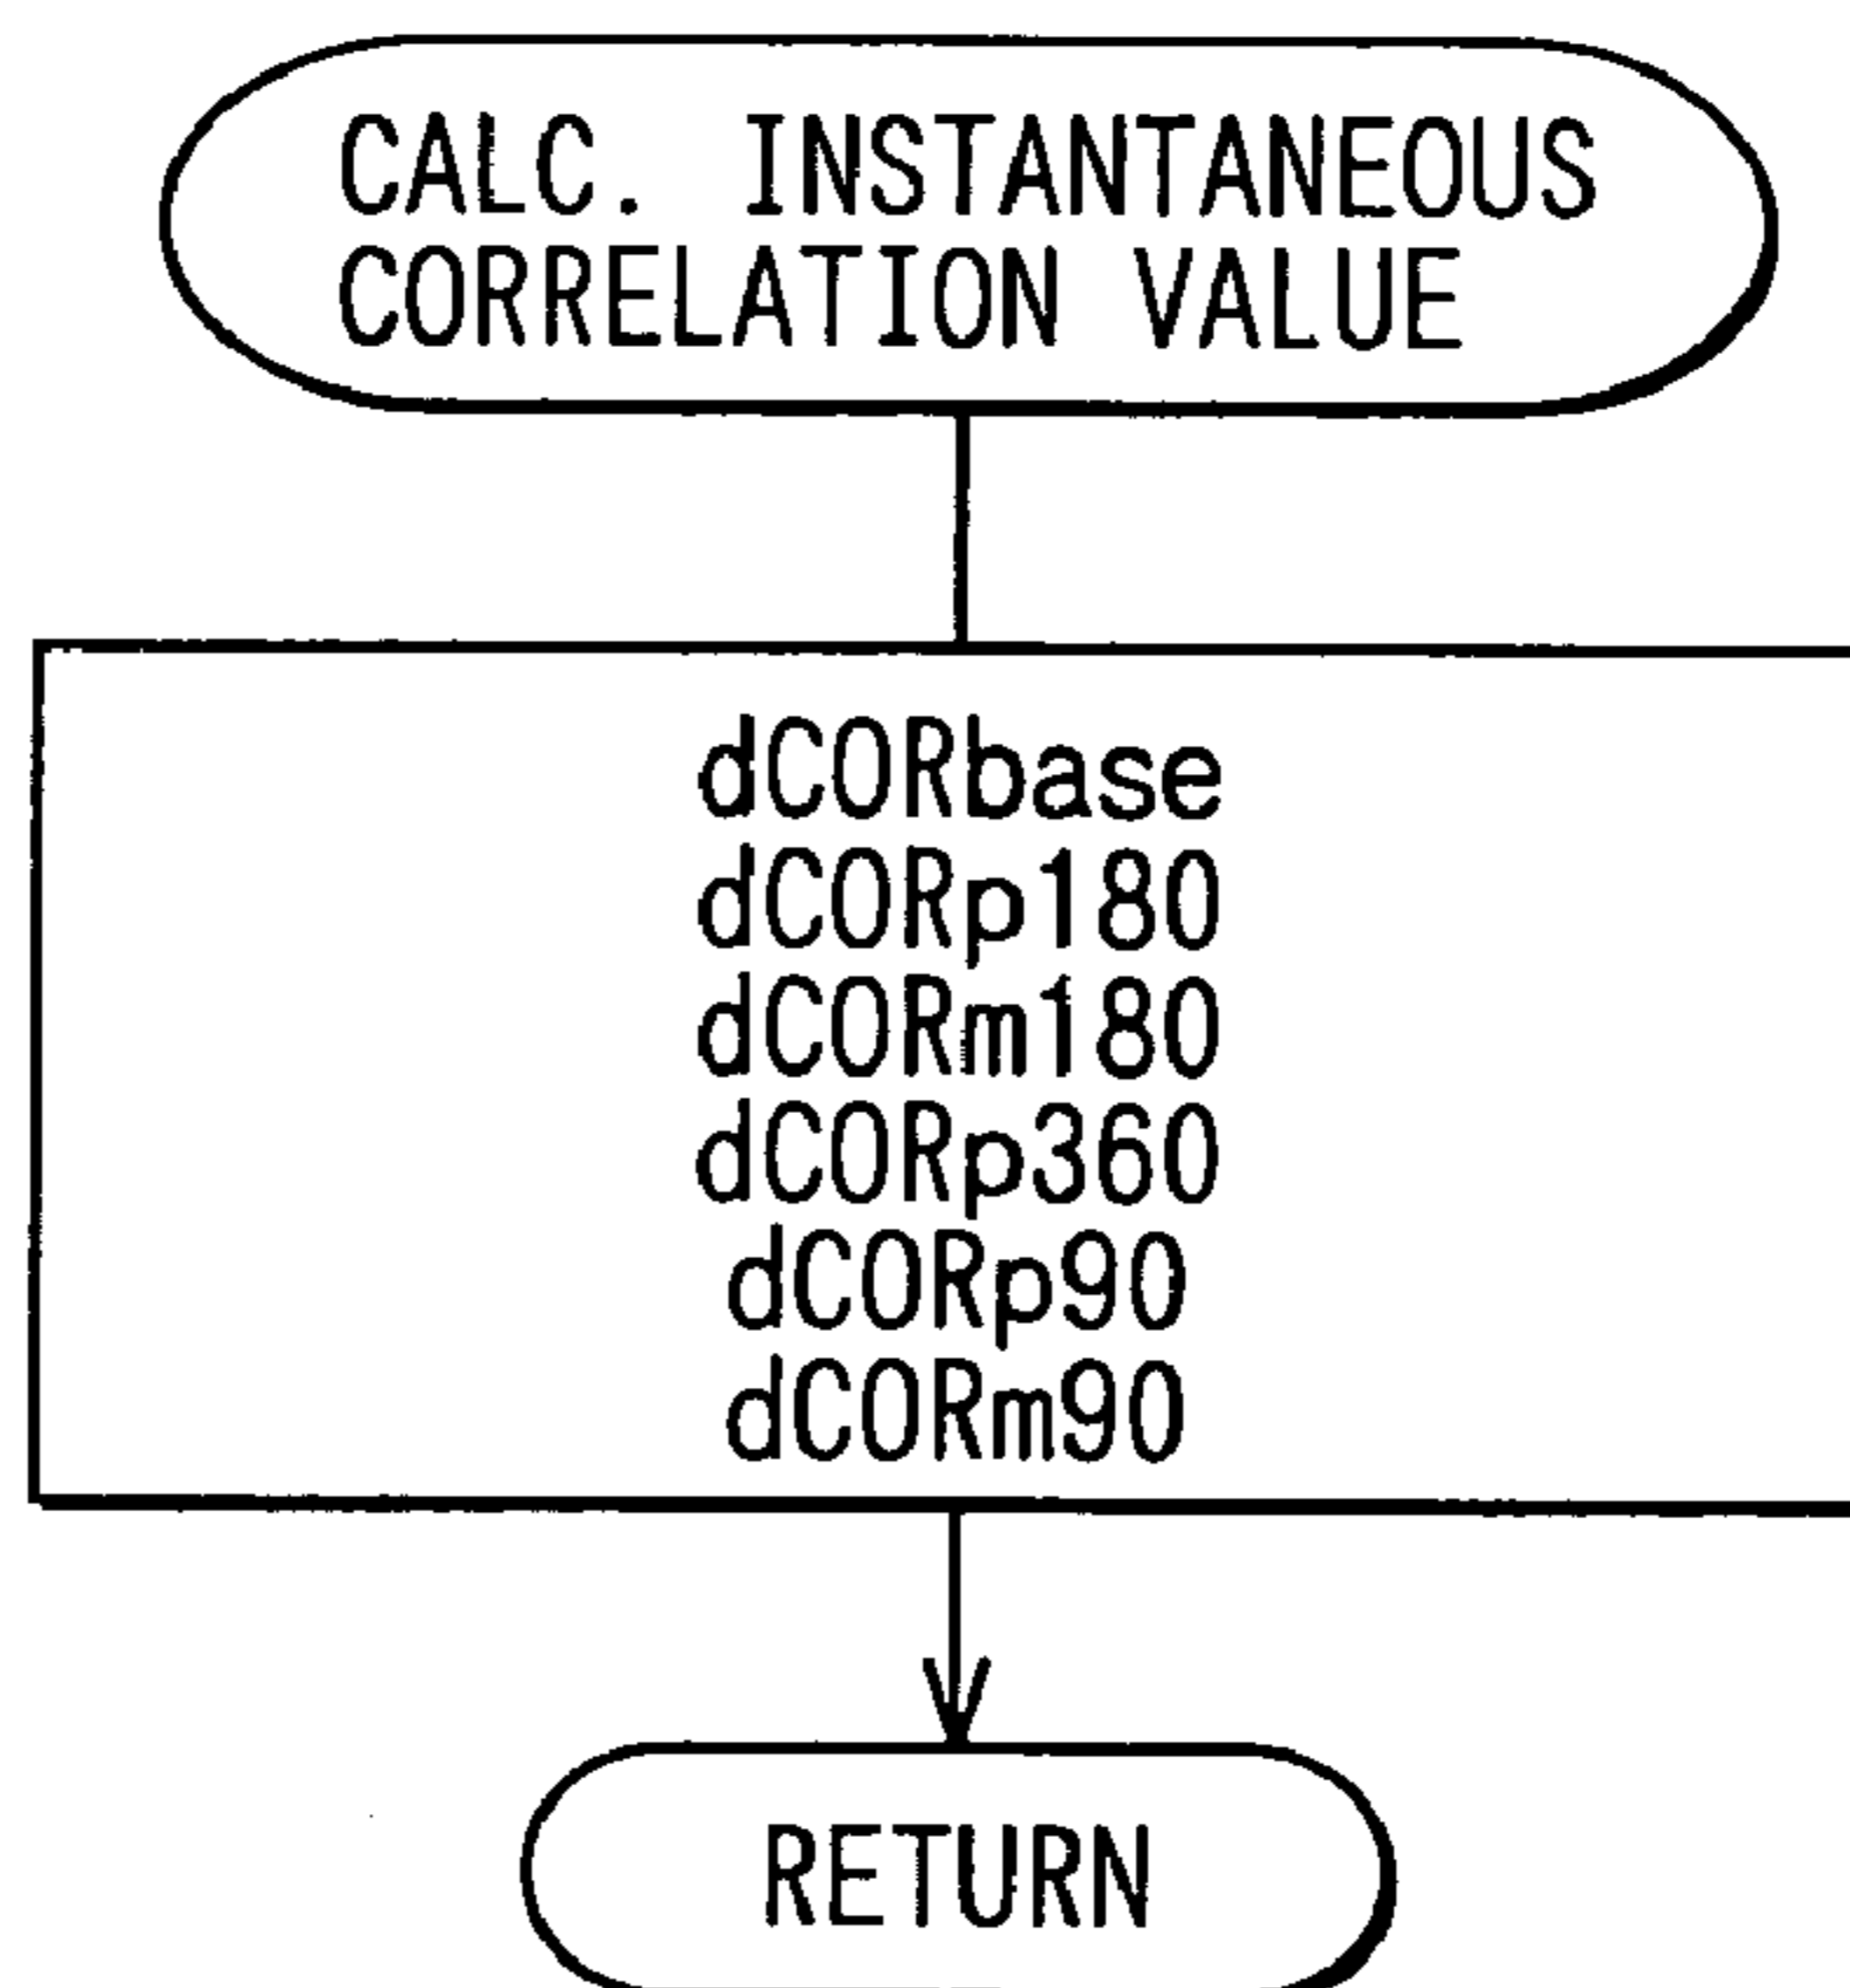 CALC. INSTANTANEOUS
CORRELATION VALUE
dCORbase
dCORp180
dCORm180
dCORp360
dCORp90
dCORm90
RETURN